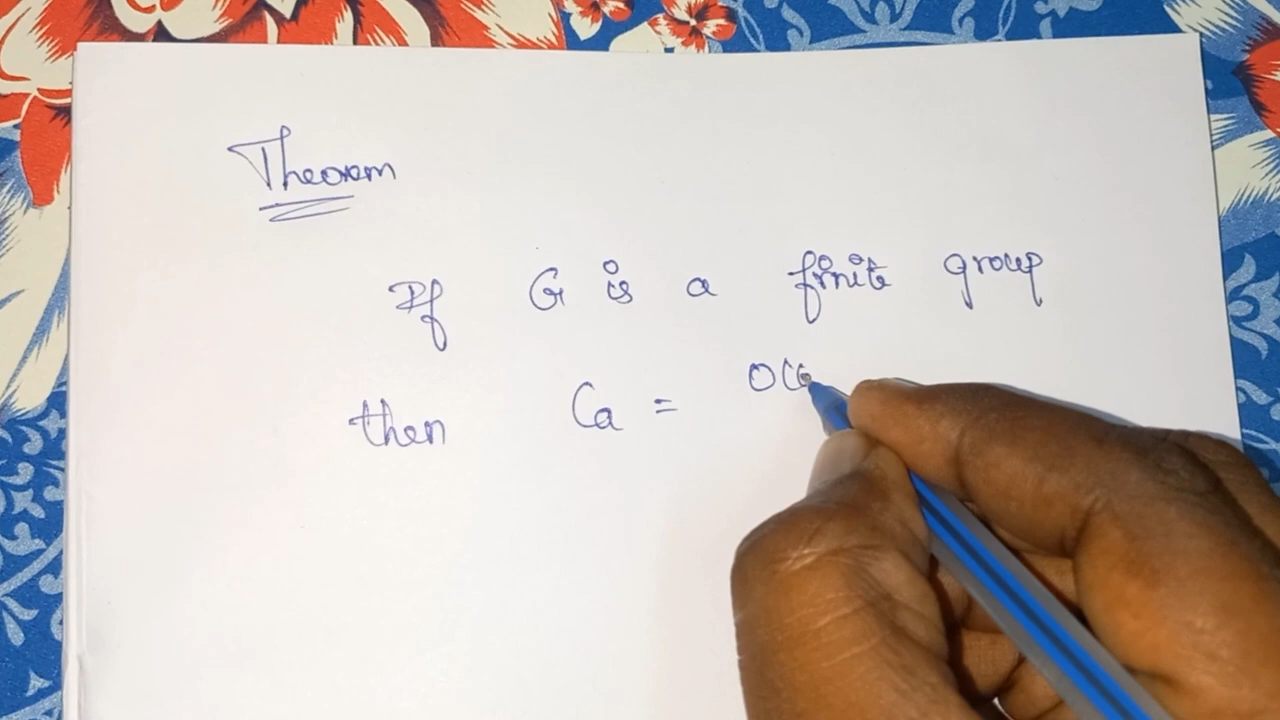 Theorem
If G is a finite group
then Ca = O(G